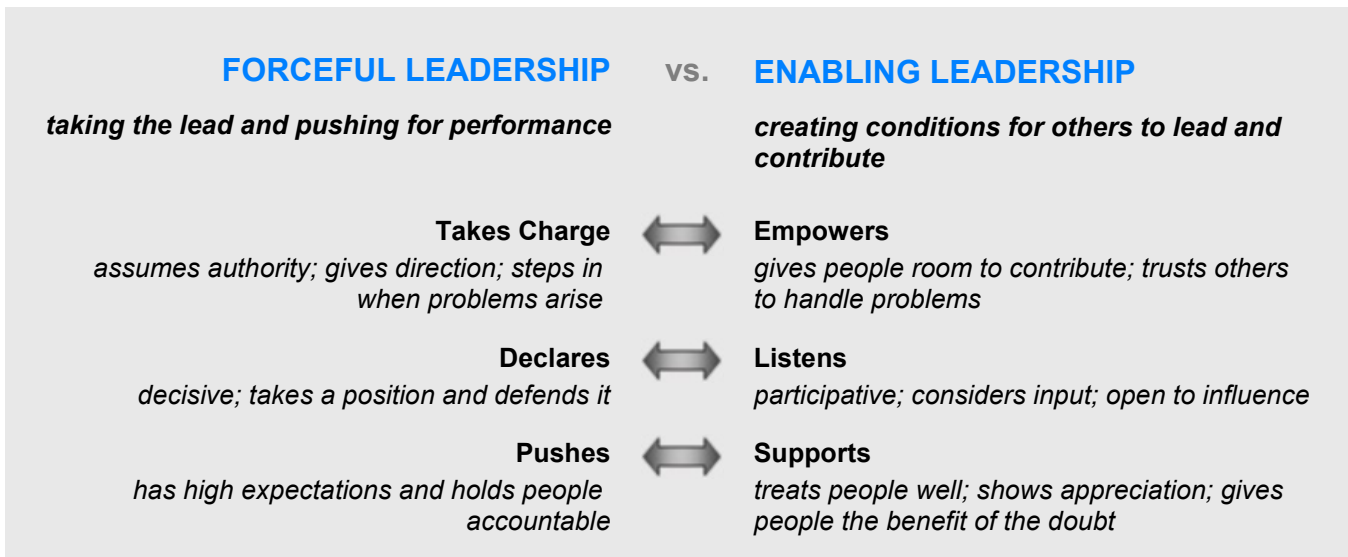 FORCEFUL LEADERSHIP vs. ENABLING LEADERSHIP
taking the lead and pushing for performance
creating conditions for others to lead and
contribute
Takes Charge
assumes authority; gives direction; steps in
when problems arise
Empowers
gives people room to contribute; trusts others
to handle problems
Declares
decisive; takes a position and defends it
Listens
participative; considers input; open to influence
Pushes
has high expectations and holds people
accountable
Supports
treats people well; shows appreciation; gives
people the benefit of the doubt